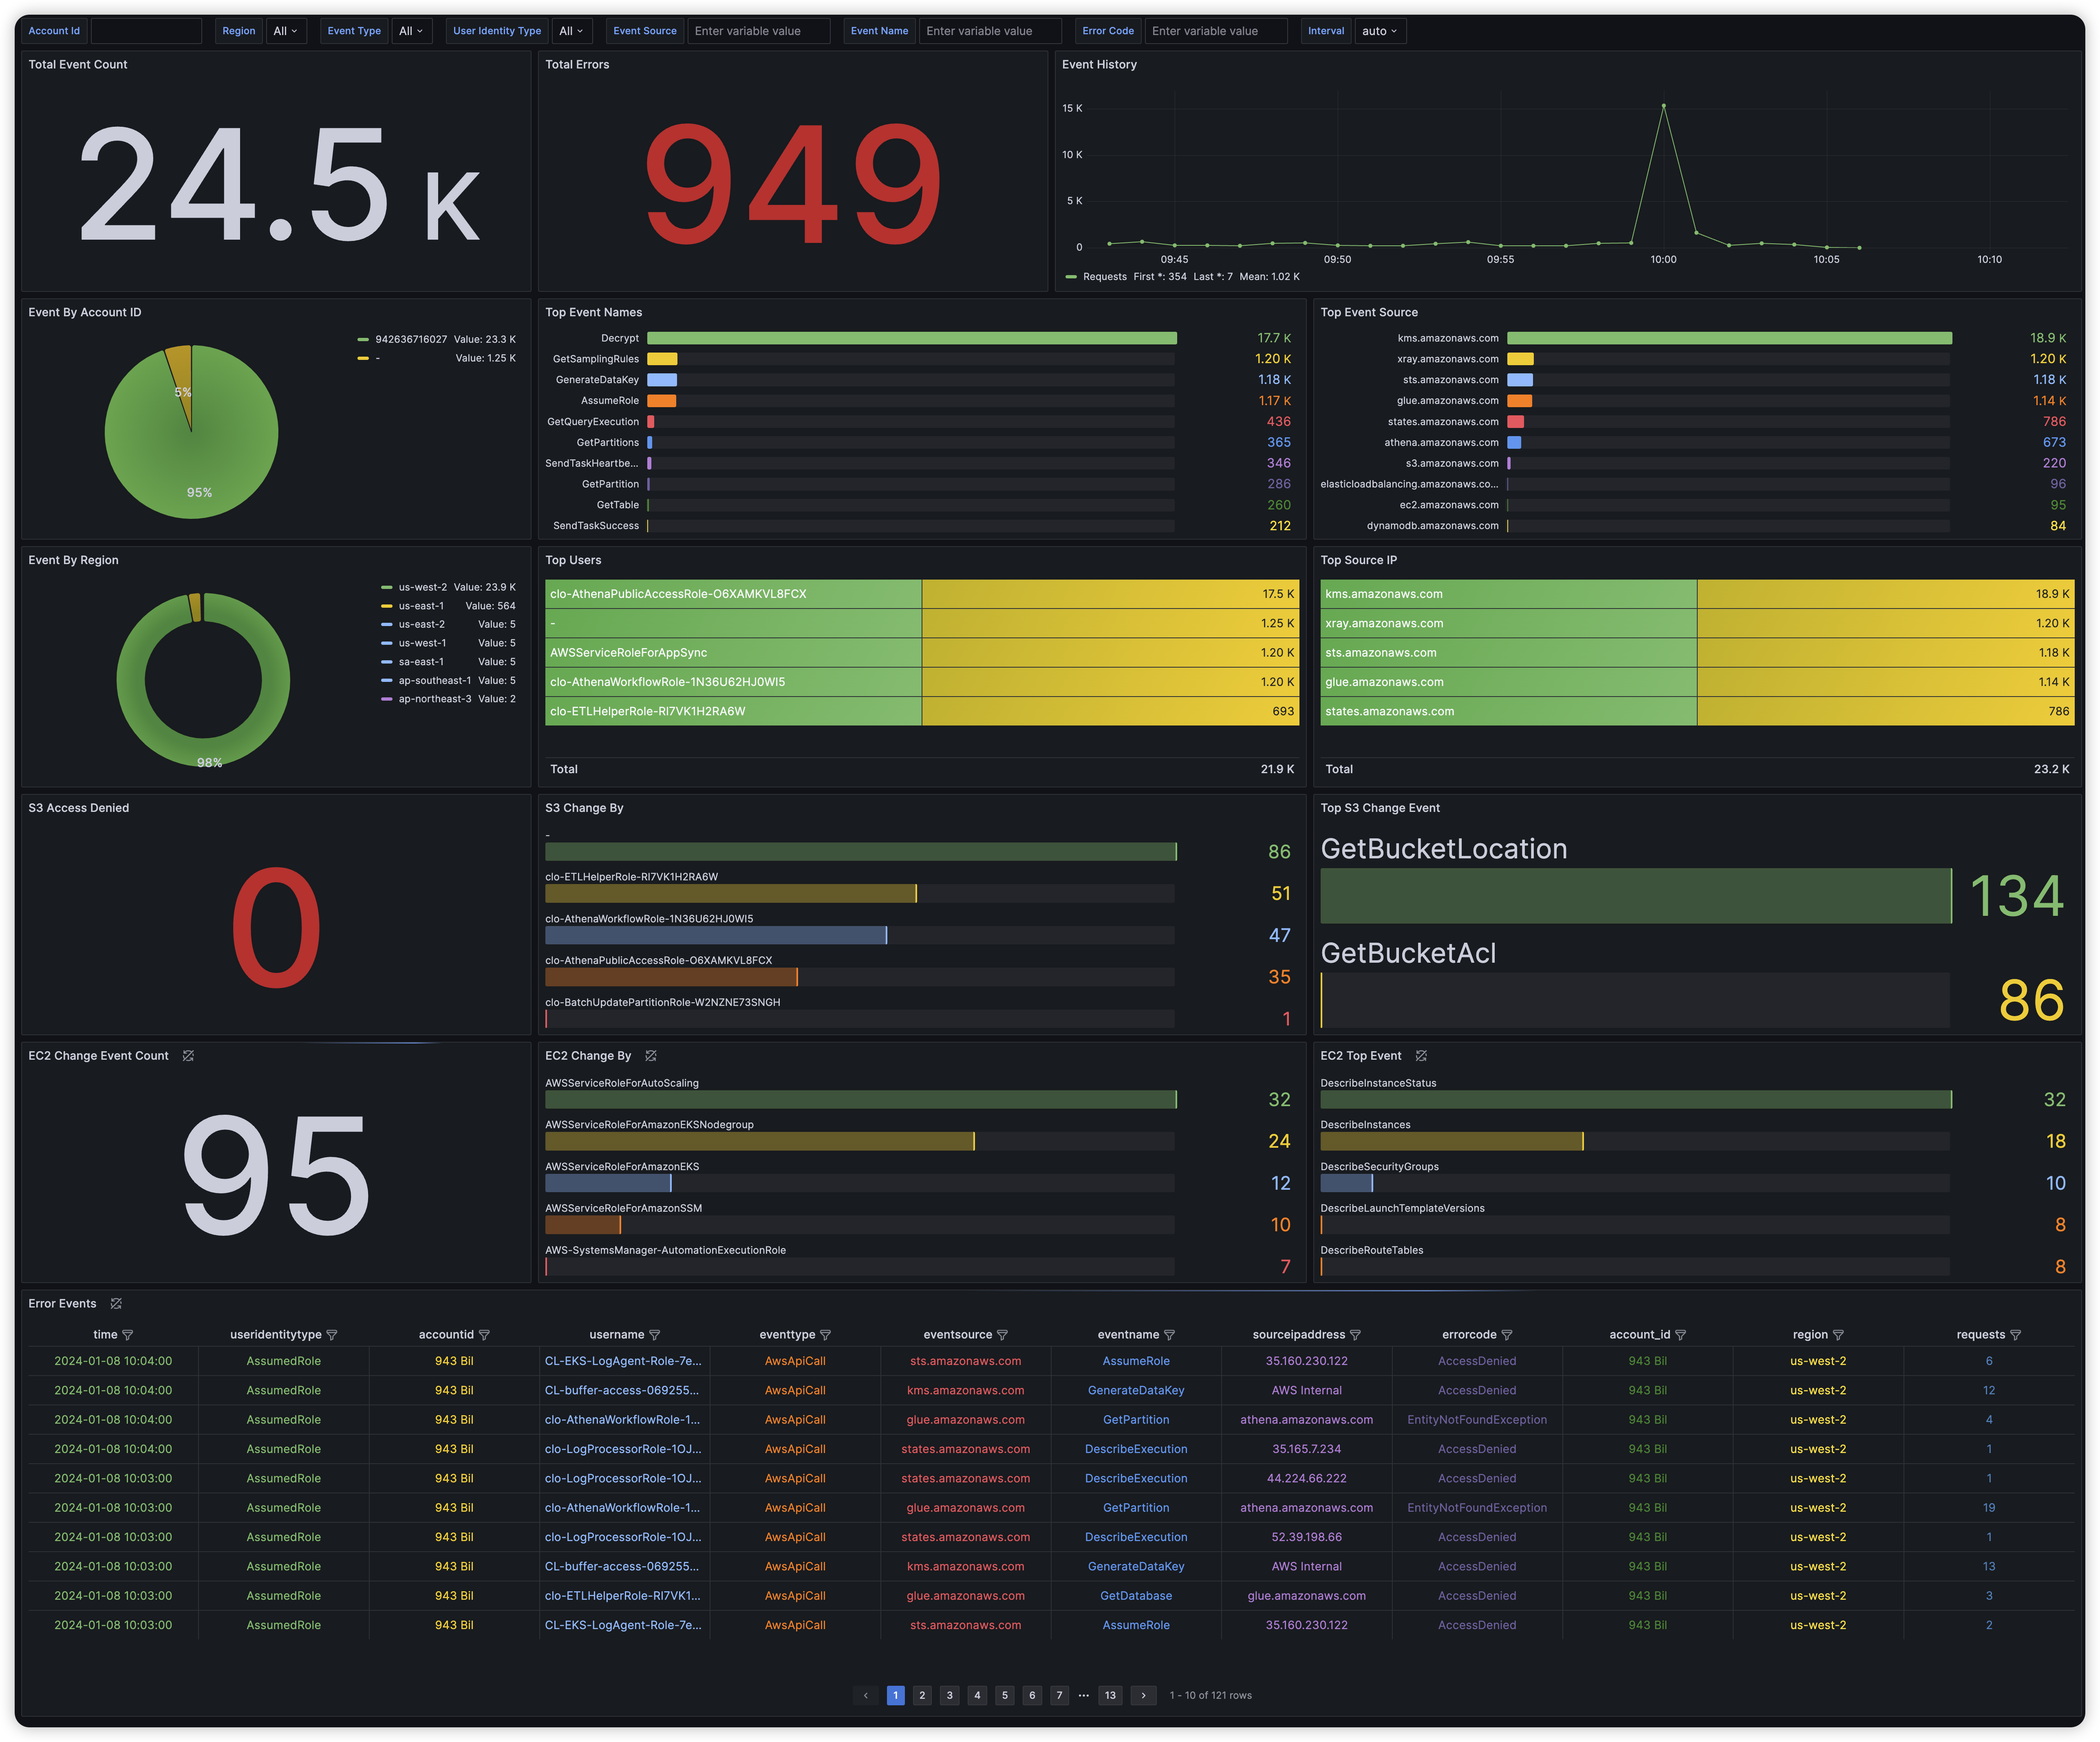 Account Id Region All Event Type All User Identity Type All Event Source Enter variable value Event Name Enter variable value Error Code Enter variable value Interval auto
Total Event Count
24.5 K
Total Errors
949
Event History
15 K
10 K
5 K
0
09:45 09:50 09:55 10:00 10:05 10:10
Requests First *: 354 Last *: 7 Mean: 1.02 K
Event By Account ID
5%
95%
942636716027 Value: 23.3 K
- Value: 1.25 K
Top Event Names
Decrypt 17.7 K
GetSamplingRules 1.20 K
GenerateDataKey 1.18 K
AssumeRole 1.17 K
GetQueryExecution 436
GetPartitions 365
SendTaskHeartbe... 346
GetPartition 286
GetTable 260
SendTaskSuccess 212
Top Event Source
kms.amazonaws.com 18.9 K
xray.amazonaws.com 1.20 K
sts.amazonaws.com 1.18 K
glue.amazonaws.com 1.14 K
states.amazonaws.com 786
athena.amazonaws.com 673
s3.amazonaws.com 220
elasticloadbalancing.amazonaws.co... 96
ec2.amazonaws.com 95
dynamodb.amazonaws.com 84
Event By Region
98%
us-west-2 Value: 23.9 K
us-east-1 Value: 564
us-east-2 Value: 5
us-west-1 Value: 5
sa-east-1 Value: 5
ap-southeast-1 Value: 5
ap-northeast-3 Value: 2
Top Users
clo-AthenaPublicAccessRole-O6XAMKVL8FCX 17.5 K
- 1.25 K
AWSServiceRoleForAppSync 1.20 K
clo-AthenaWorkflowRole-1N36U62HJ0WI5 1.20 K
clo-ETLHelperRole-RI7VK1H2RA6W 693
Total 21.9 K
Top Source IP
kms.amazonaws.com 18.9 K
xray.amazonaws.com 1.20 K
sts.amazonaws.com 1.18 K
glue.amazonaws.com 1.14 K
states.amazonaws.com 786
Total 23.2 K
S3 Access Denied
0
S3 Change By
-
86
clo-ETLHelperRole-RI7VK1H2RA6W
51
clo-AthenaWorkflowRole-1N36U62HJ0WI5
47
clo-AthenaPublicAccessRole-O6XAMKVL8FCX
35
clo-BatchUpdatePartitionRole-W2NZNE73SNGH
1
Top S3 Change Event
GetBucketLocation
134
GetBucketAcl
86
EC2 Change Event Count
95
EC2 Change By
AWSServiceRoleForAutoScaling
32
AWSServiceRoleForAmazonEKSNodegroup
24
AWSServiceRoleForAmazonEKS
12
AWSServiceRoleForAmazonSSM
10
AWS-SystemsManager-AutomationExecutionRole
7
EC2 Top Event
DescribeInstanceStatus
32
DescribeInstances
18
DescribeSecurityGroups
10
DescribeLaunchTemplateVersions
8
DescribeRouteTables
8
Error Events
time useridentitytype accountid username eventtype eventsource eventname sourceipaddress errorcode account_id region requests
2024-01-08 10:04:00 AssumedRole 943 Bil CL-EKS-LogAgent-Role-7e... AwsApiCall sts.amazonaws.com AssumeRole 35.160.230.122 AccessDenied 943 Bil us-west-2 6
2024-01-08 10:04:00 AssumedRole 943 Bil CL-buffer-access-069255... AwsApiCall kms.amazonaws.com GenerateDataKey AWS Internal AccessDenied 943 Bil us-west-2 12
2024-01-08 10:04:00 AssumedRole 943 Bil clo-AthenaWorkflowRole-1... AwsApiCall glue.amazonaws.com GetPartition athena.amazonaws.com EntityNotFoundException 943 Bil us-west-2 4
2024-01-08 10:04:00 AssumedRole 943 Bil clo-LogProcessorRole-1OJ... AwsApiCall states.amazonaws.com DescribeExecution 35.165.7.234 AccessDenied 943 Bil us-west-2 1
2024-01-08 10:03:00 AssumedRole 943 Bil clo-LogProcessorRole-1OJ... AwsApiCall states.amazonaws.com DescribeExecution 44.224.66.222 AccessDenied 943 Bil us-west-2 1
2024-01-08 10:03:00 AssumedRole 943 Bil clo-AthenaWorkflowRole-1... AwsApiCall glue.amazonaws.com GetPartition athena.amazonaws.com EntityNotFoundException 943 Bil us-west-2 19
2024-01-08 10:03:00 AssumedRole 943 Bil clo-LogProcessorRole-1OJ... AwsApiCall states.amazonaws.com DescribeExecution 52.39.198.66 AccessDenied 943 Bil us-west-2 1
2024-01-08 10:03:00 AssumedRole 943 Bil CL-buffer-access-069255... AwsApiCall kms.amazonaws.com GenerateDataKey AWS Internal AccessDenied 943 Bil us-west-2 13
2024-01-08 10:03:00 AssumedRole 943 Bil clo-ETLHelperRole-RI7VK1... AwsApiCall glue.amazonaws.com GetDatabase glue.amazonaws.com AccessDenied 943 Bil us-west-2 3
2024-01-08 10:03:00 AssumedRole 943 Bil CL-EKS-LogAgent-Role-7e... AwsApiCall sts.amazonaws.com AssumeRole 35.160.230.122 AccessDenied 943 Bil us-west-2 2
1 2 3 4 5 6 7 ... 13 1 - 10 of 121 rows